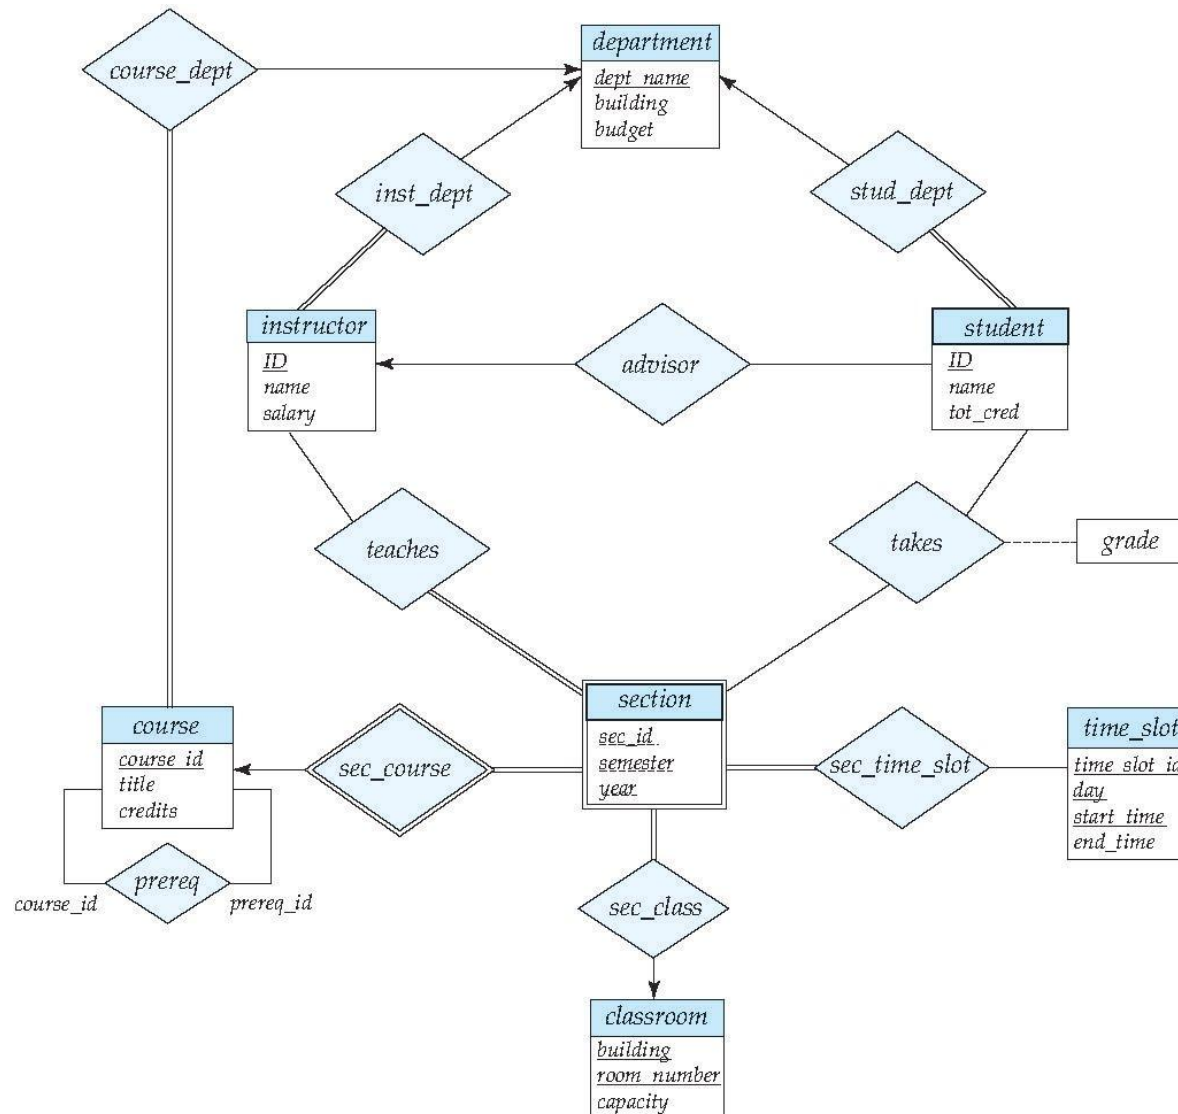 department
course_dept
dept_name
building
budget
inst_dept
stud_dept
instructor
ID
name
salary
advisor
student
ID
name
tot_cred
teaches
takes
grade
section
sec_id
semester
year
course
course_id
title
credits
sec_course
sec_time_slot
time_slot
time_slot_id
day
start_time
end_time
prereq
course_id
prereq_id
sec_class
classroom
building
room_number
capacity